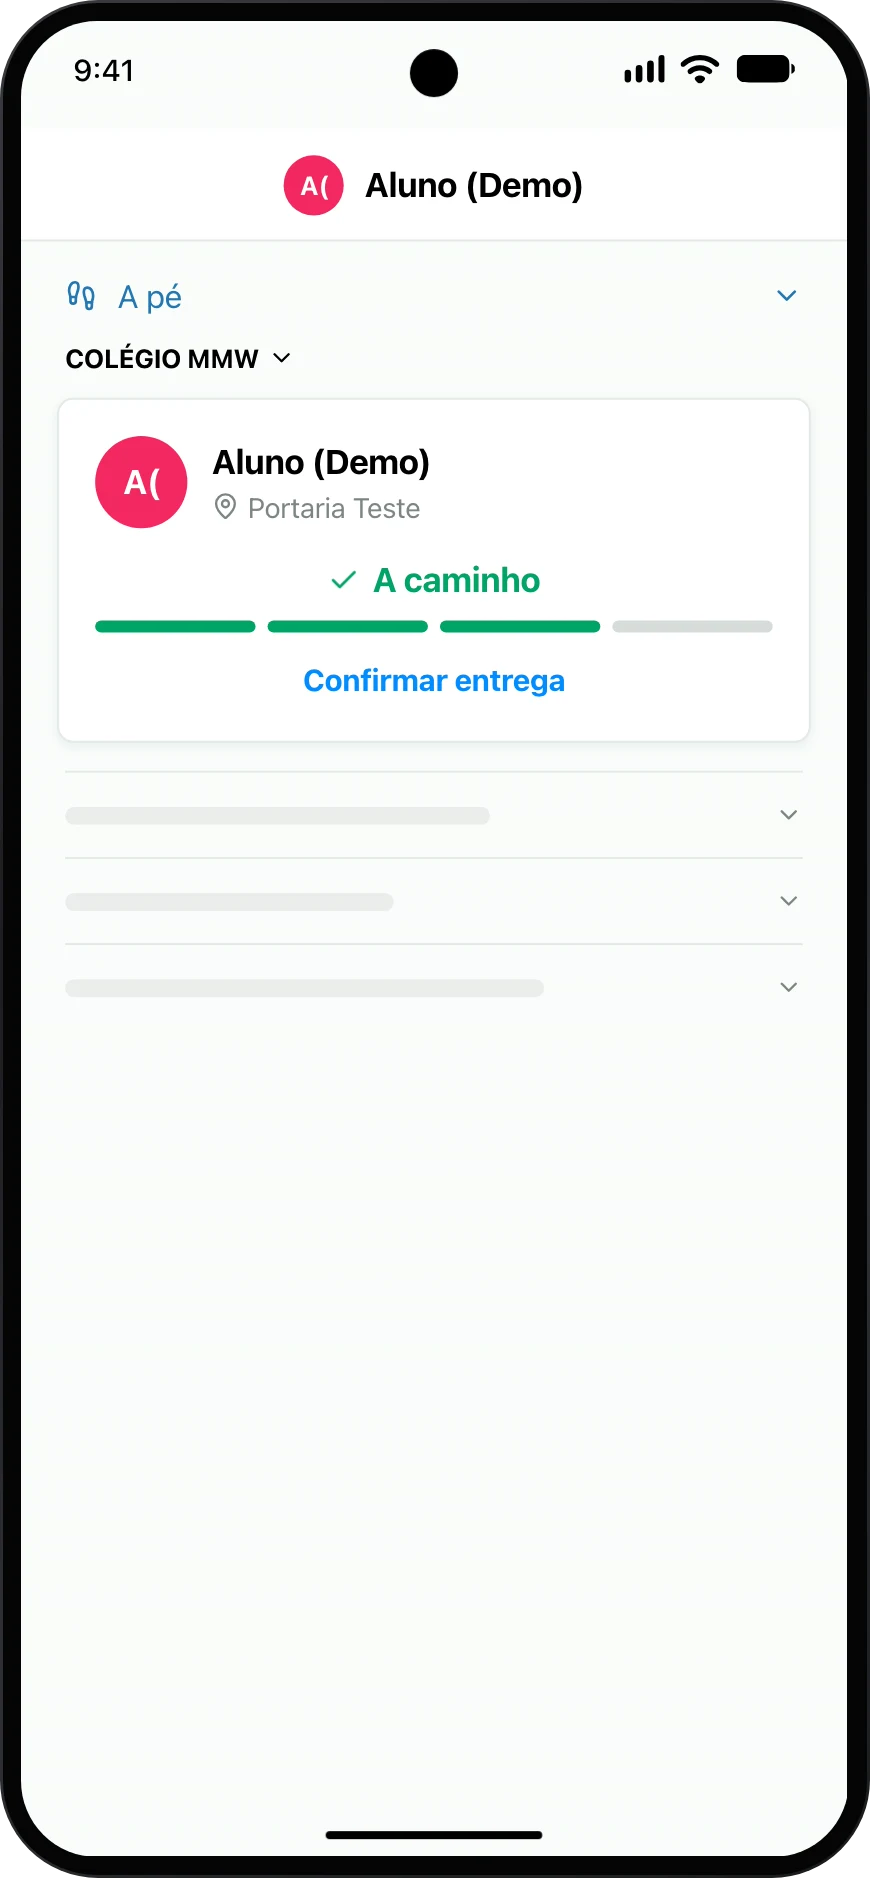 9:41
A( Aluno (Demo)
A pé
COLÉGIO MMW
A( Aluno (Demo)
Portaria Teste
A caminho
Confirmar entrega